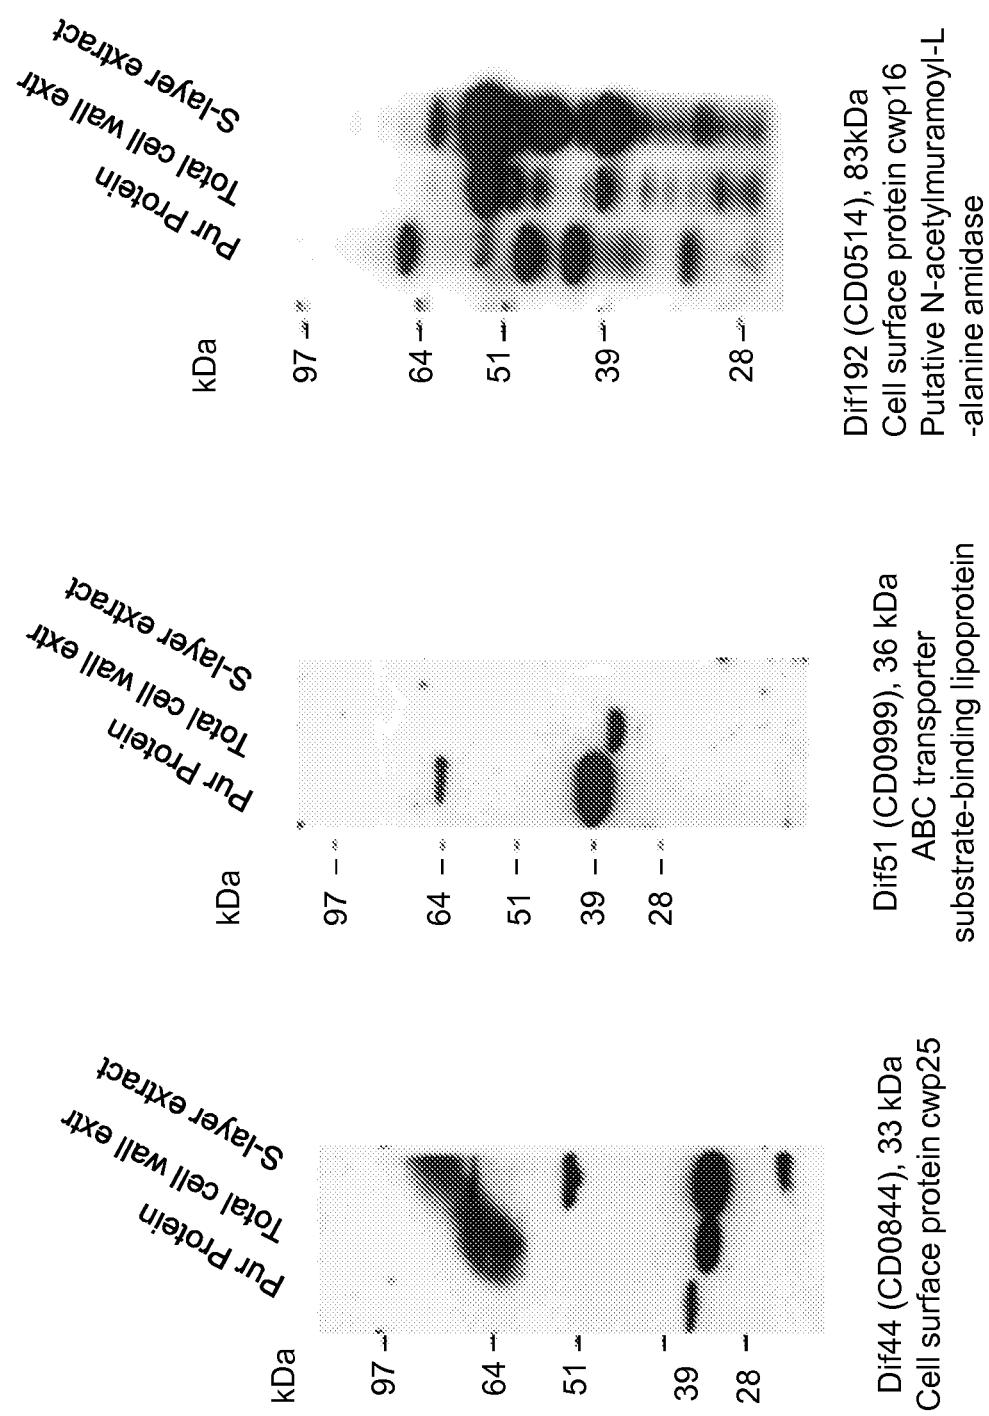 kDa
Pur Protein
Total cell wall extr
S-layer extract
97
64
51
39
28
Dif44 (CD0844), 33 kDa
Cell surface protein cwp25
kDa
Pur Protein
Total cell wall extr
S-layer extract
97
64
51
39
28
Dif51 (CD0999), 36 kDa
ABC transporter
substrate-binding lipoprotein
kDa
Pur Protein
Total cell wall extr
S-layer extract
97
64
51
39
28
Dif192 (CD0514), 83kDa
Cell surface protein cwp16
Putative N-acetylmuramoyl-L
-alanine amidase